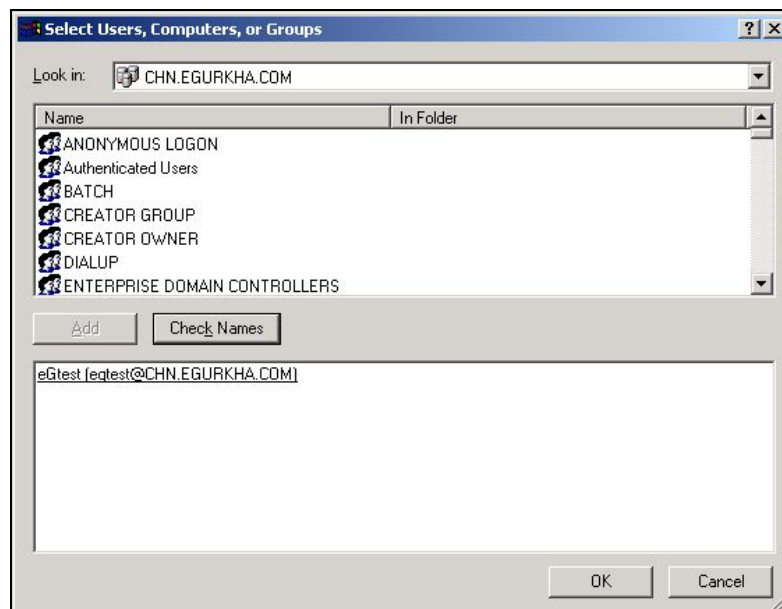 Select Users, Computers, or Groups
Look in: CHN.EGURKHA.COM
Name In Folder
ANONYMOUS LOGON
Authenticated Users
BATCH
CREATOR GROUP
CREATOR OWNER
DIALUP
ENTERPRISE DOMAIN CONTROLLERS
Add Check Names
eGtest (egtest@CHN.EGURKHA.COM)
OK Cancel